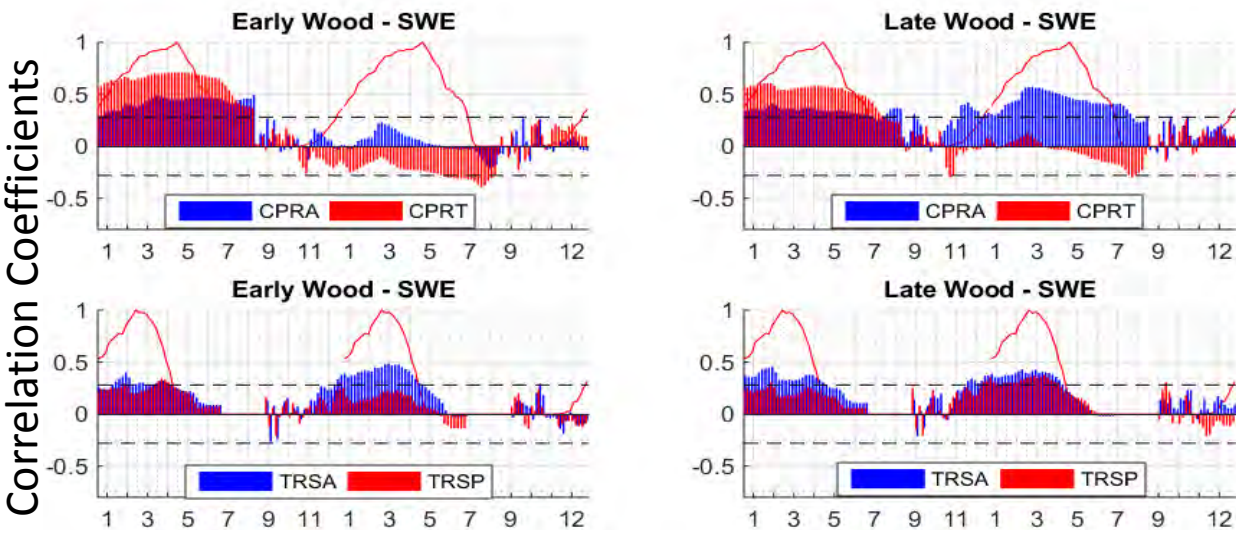 Correlation Coefficients
Early Wood - SWE
1
0.5
0
-0.5
CPRA CPRT
1 3 5 7 9 11 1 3 5 7 9 12
Late Wood - SWE
1
0.5
0
-0.5
CPRA CPRT
1 3 5 7 9 11 1 3 5 7 9 12
Early Wood - SWE
1
0.5
0
-0.5
TRSA TRSP
1 3 5 7 9 11 1 3 5 7 9 12
Late Wood - SWE
1
0.5
0
-0.5
TRSA TRSP
1 3 5 7 9 11 1 3 5 7 9 12